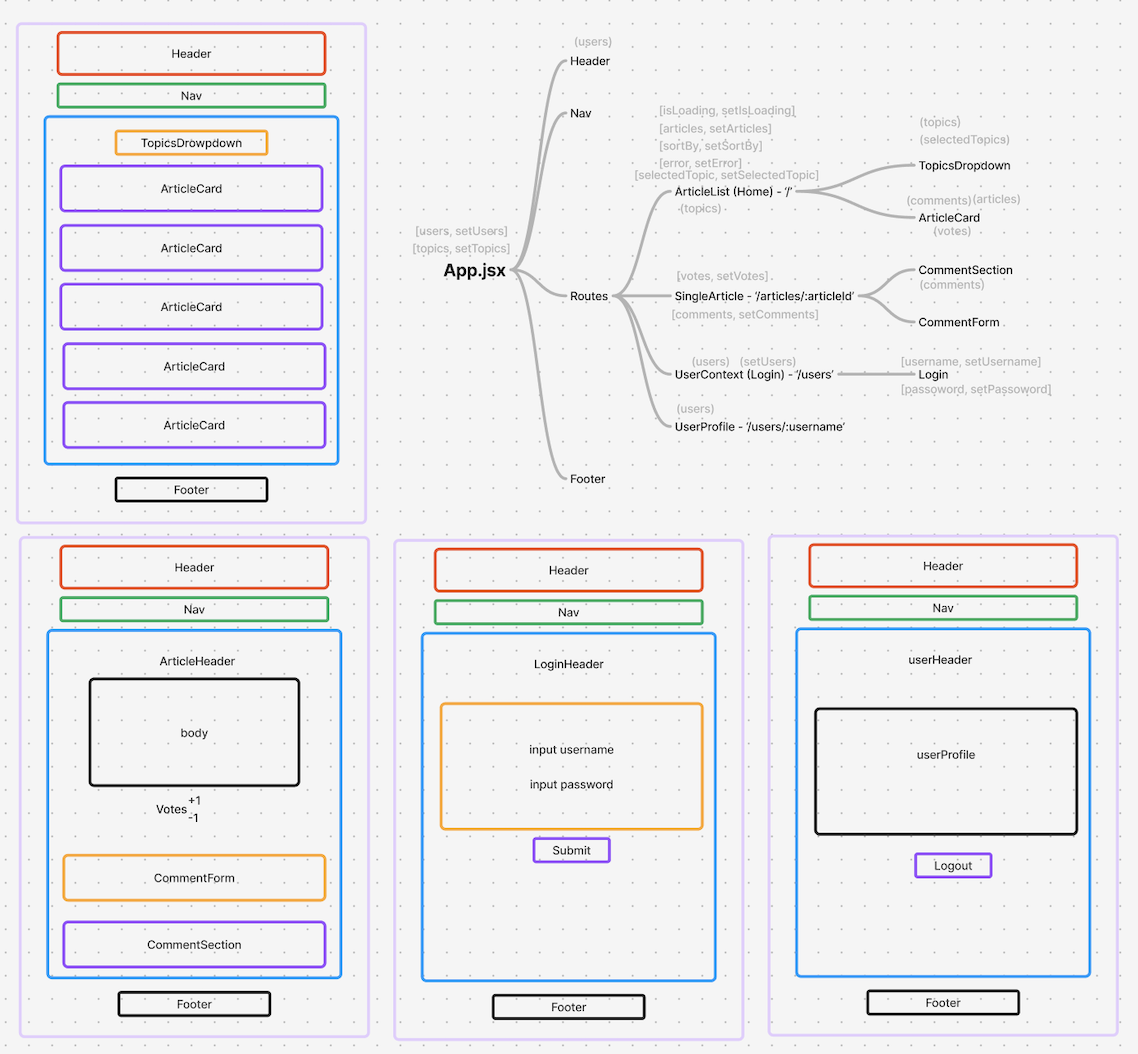 Header
Nav
TopicsDrowpdown
ArticleCard
ArticleCard
ArticleCard
ArticleCard
ArticleCard
Footer
(users)
Header
Nav
[isLoading, setIsLoading]
[articles, setArticles]
[sortBy, setSortBy]
[error, setError]
[selectedTopic, setSelectedTopic]
ArticleList (Home) - '/'
(topics)
(topics)
(selectedTopics)
TopicsDropdown
(comments) (articles)
ArticleCard
(votes)
[users, setUsers]
[topics, setTopics]
App.jsx
Routes
[votes, setVotes]
SingleArticle - '/articles/:articleId'
[comments, setComments]
CommentSection
(comments)
CommentForm
(users) (setUsers)
UserContext (Login) - '/users'
[username, setUsername]
Login
[passoword, setPassoword]
(users)
UserProfile - '/users/:username'
Footer
Header
Nav
ArticleHeader
body
Votes
+1
-1
CommentForm
CommentSection
Footer
Header
Nav
LoginHeader
input username
input password
Submit
Footer
Header
Nav
userHeader
userProfile
Logout
Footer